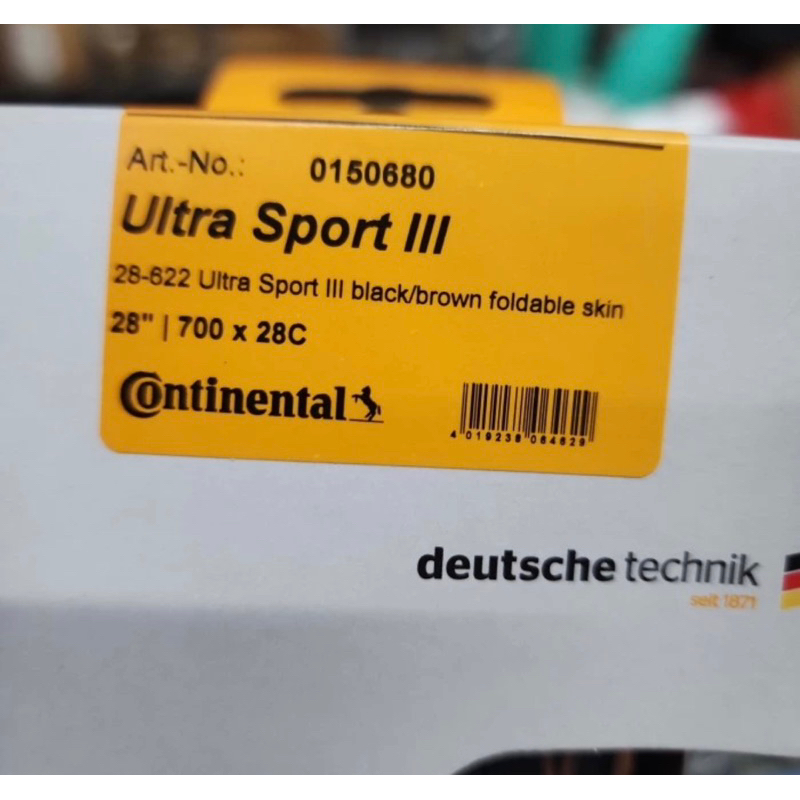 Art.-No.: 0150680
Ultra Sport III
28-622 Ultra Sport III black/brown foldable skin
28" | 700 x 28C
Continental
4 019238 064629
deutsche technik
seit 1871